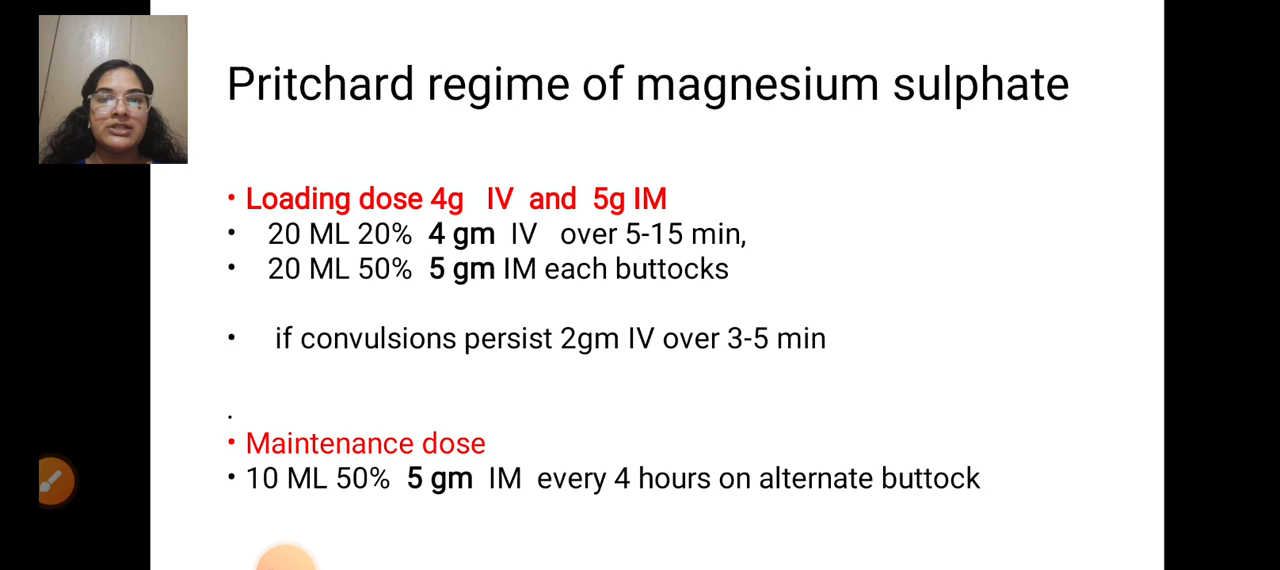 Pritchard regime of magnesium sulphate
• Loading dose 4g IV and 5g IM
• 20 ML 20% 4 gm IV over 5-15 min,
• 20 ML 50% 5 gm IM each buttocks
• if convulsions persist 2gm IV over 3-5 min
.
• Maintenance dose
• 10 ML 50% 5 gm IM every 4 hours on alternate buttock